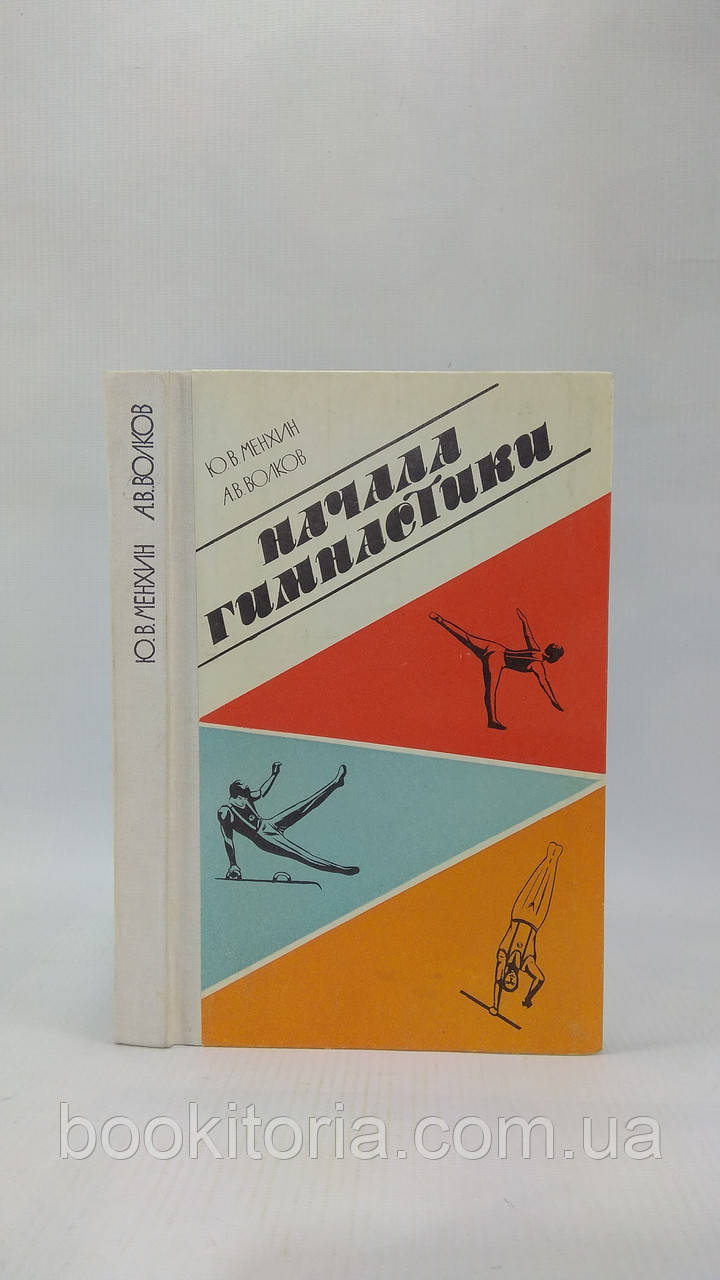 Ю.В.МЕНХИН А.В.ВОЛКОВ
Ю.В.МЕНХИН
А.В.ВОЛКОВ
НАЧАЛА
ГИМНАСТИКИ
bookitoria.com.ua